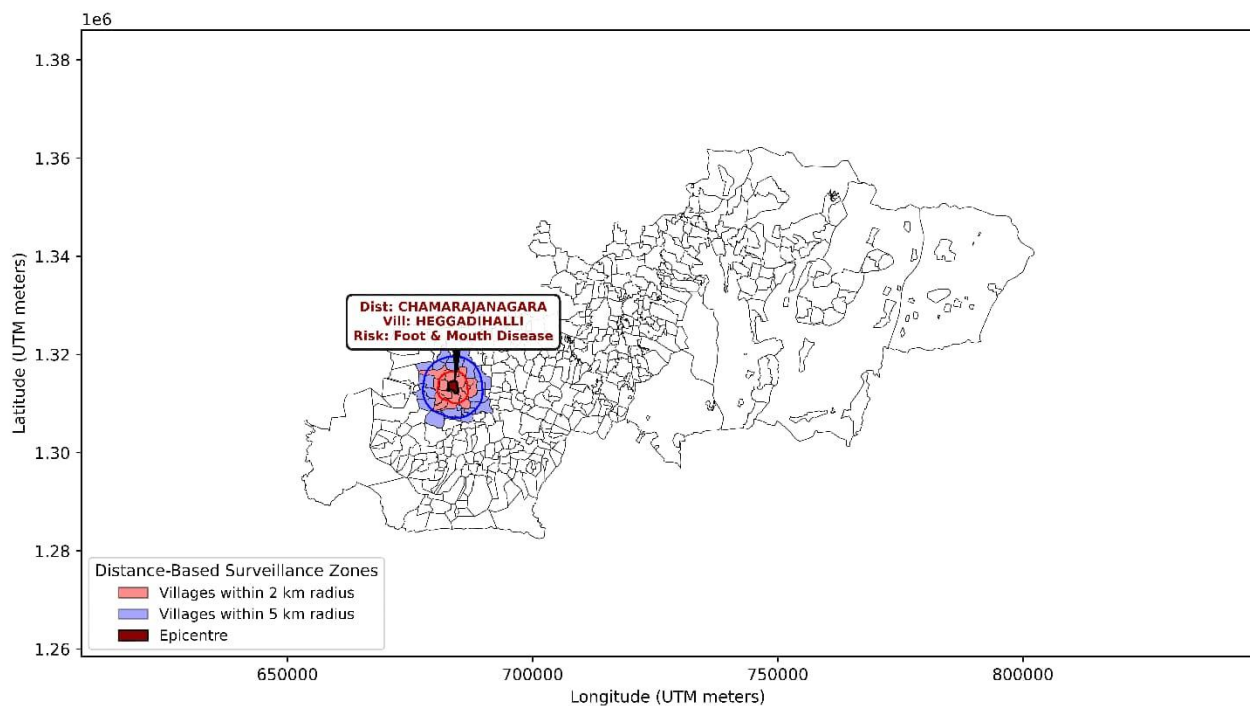 1e6
1.38
1.36
1.34
1.32
1.30
1.28
1.26
Latitude (UTM meters)
Dist: CHAMARAJANAGARA
Vill: HEGGADIHALLI
Risk: Foot & Mouth Disease
Distance-Based Surveillance Zones
Villages within 2 km radius
Villages within 5 km radius
Epicentre
650000 700000 750000 800000
Longitude (UTM meters)